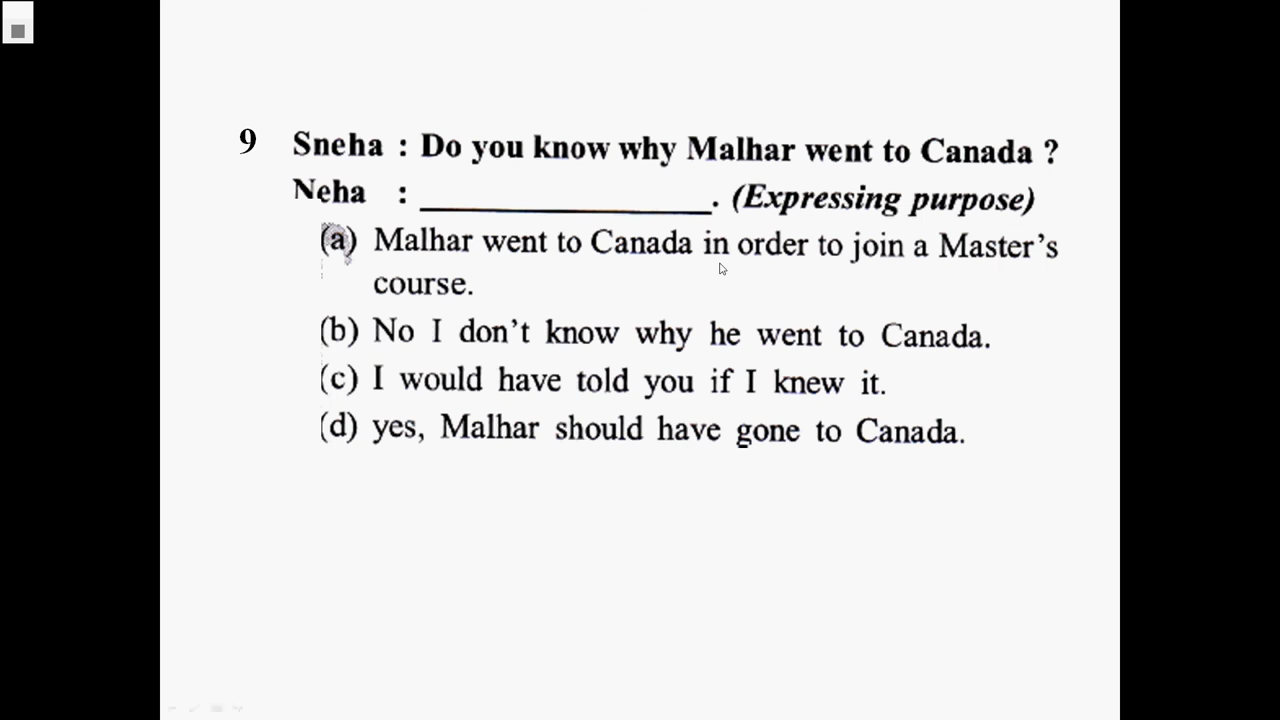 9 Sneha : Do you know why Malhar went to Canada ?
Neha : ____________________. (Expressing purpose)
(a) Malhar went to Canada in order to join a Master's
course.
(b) No I don't know why he went to Canada.
(c) I would have told you if I knew it.
(d) yes, Malhar should have gone to Canada.